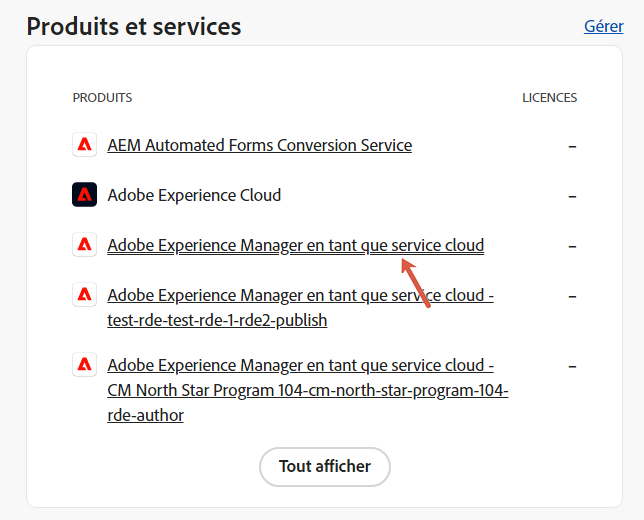 Produits et services
Gérer
PRODUITS
LICENCES
AEM Automated Forms Conversion Service
–
Adobe Experience Cloud
–
Adobe Experience Manager en tant que service cloud
–
Adobe Experience Manager en tant que service cloud -
test-rde-test-rde-1-rde2-publish
–
Adobe Experience Manager en tant que service cloud -
CM North Star Program 104-cm-north-star-program-104-
rde-author
–
Tout afficher